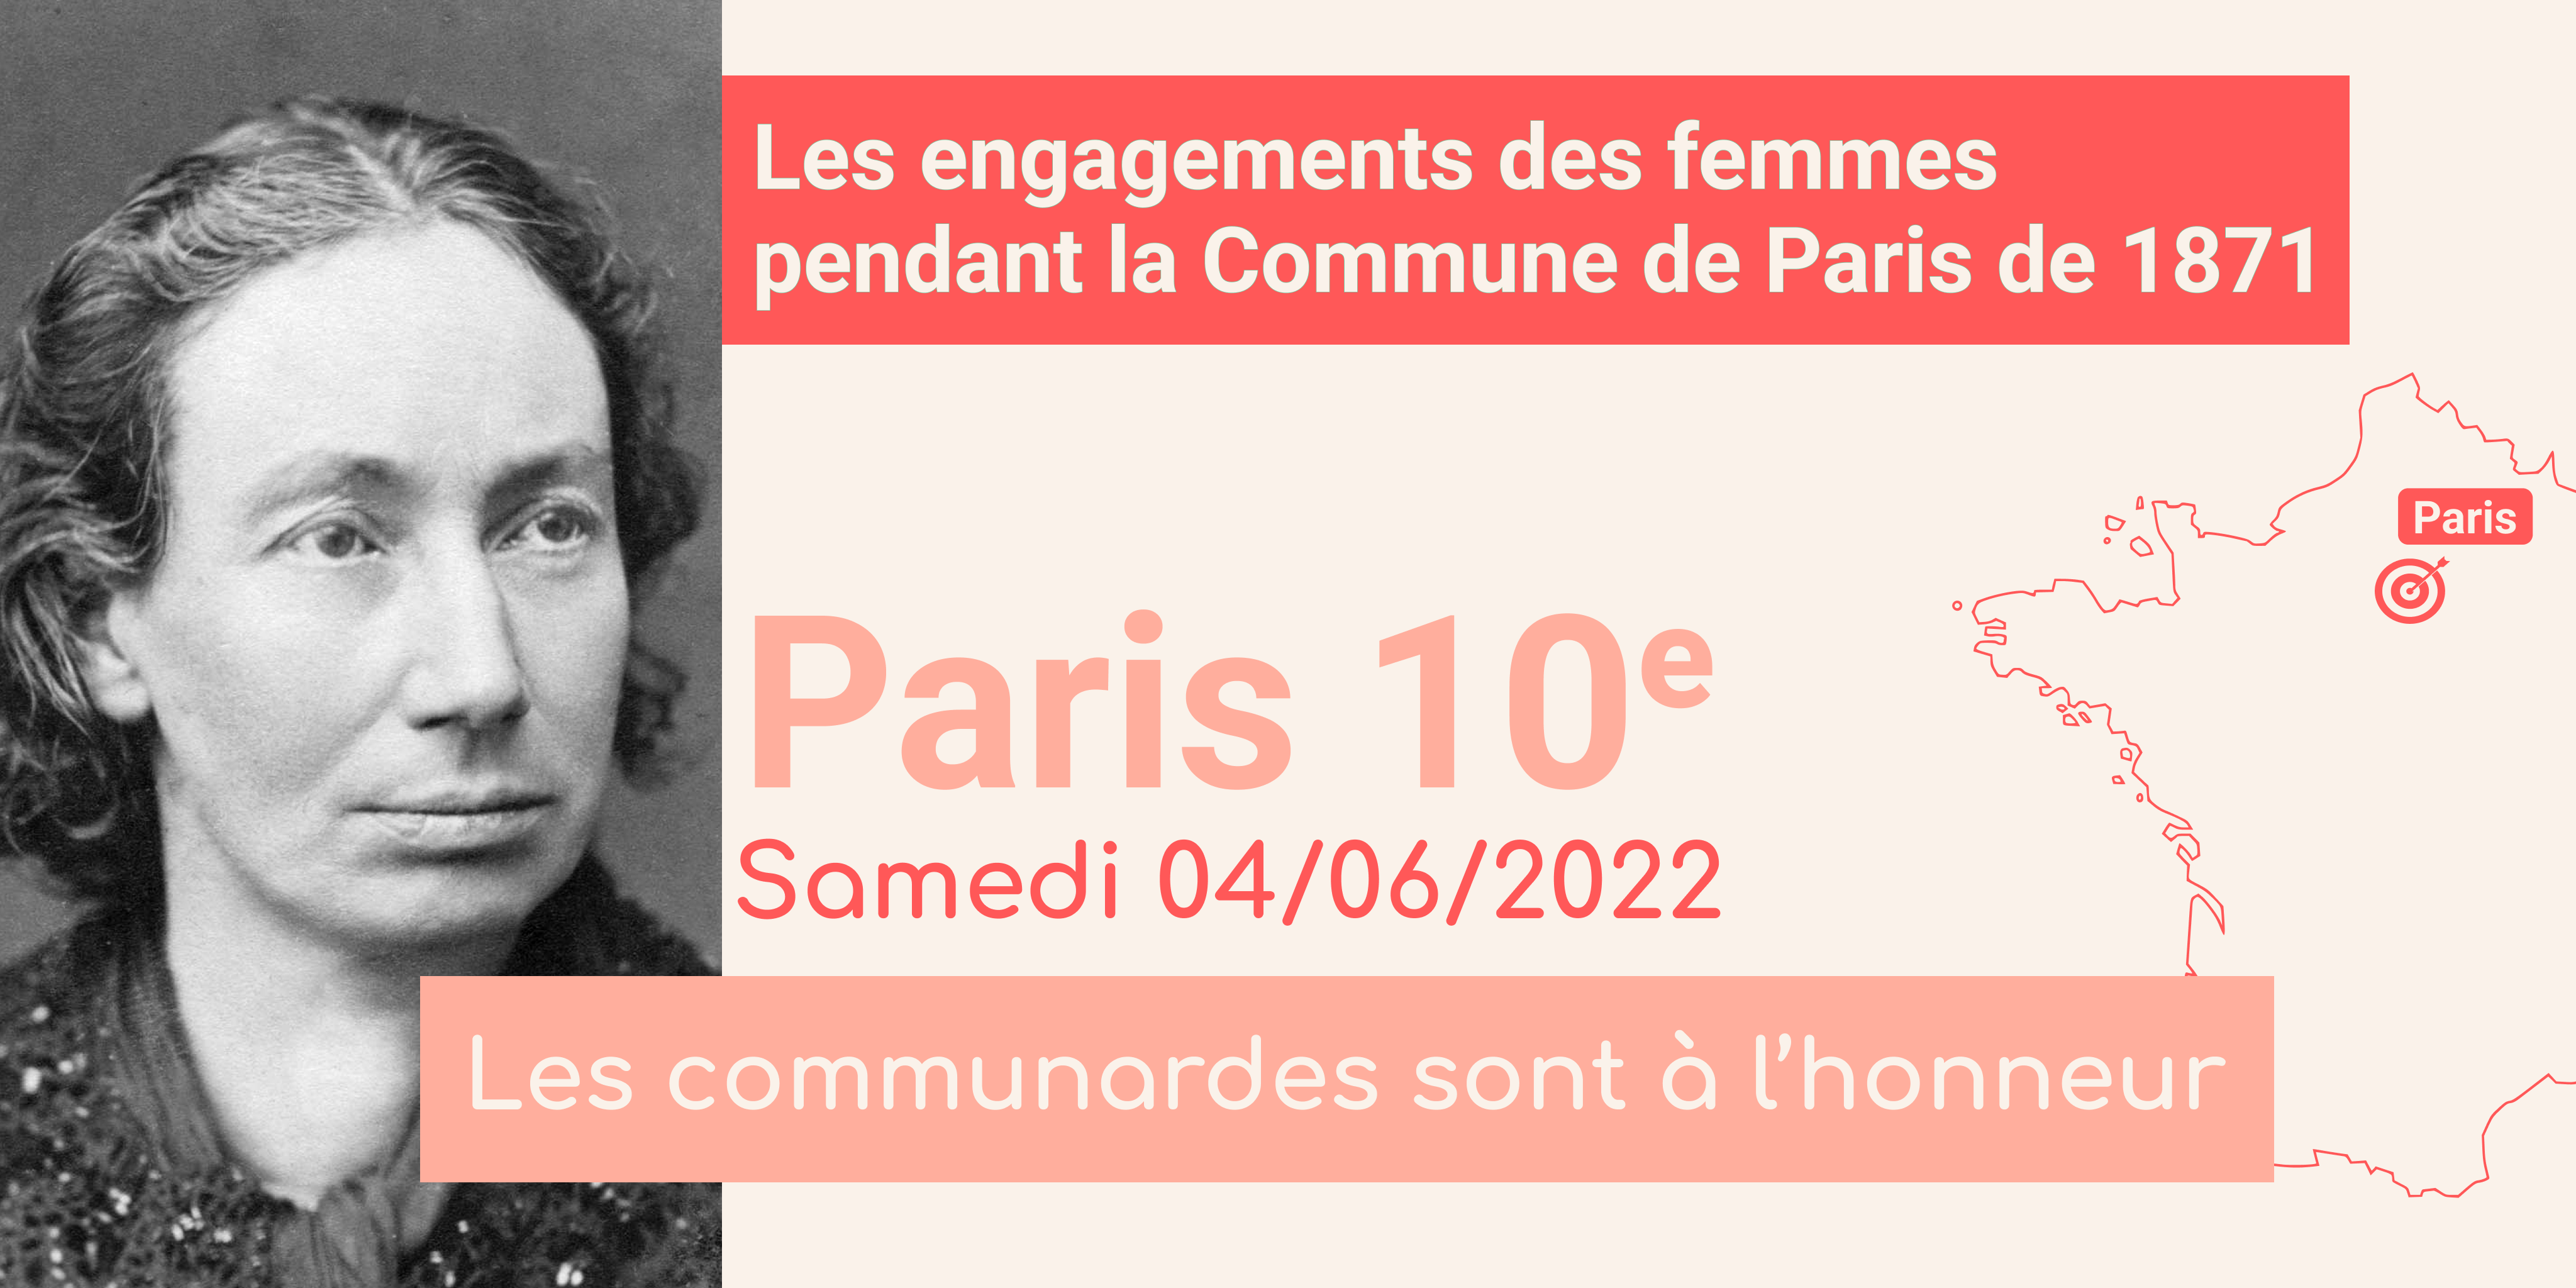 Les engagements des femmes
pendant la Commune de Paris de 1871
Paris
Paris 10e
Samedi 04/06/2022
Les communardes sont à l’honneur